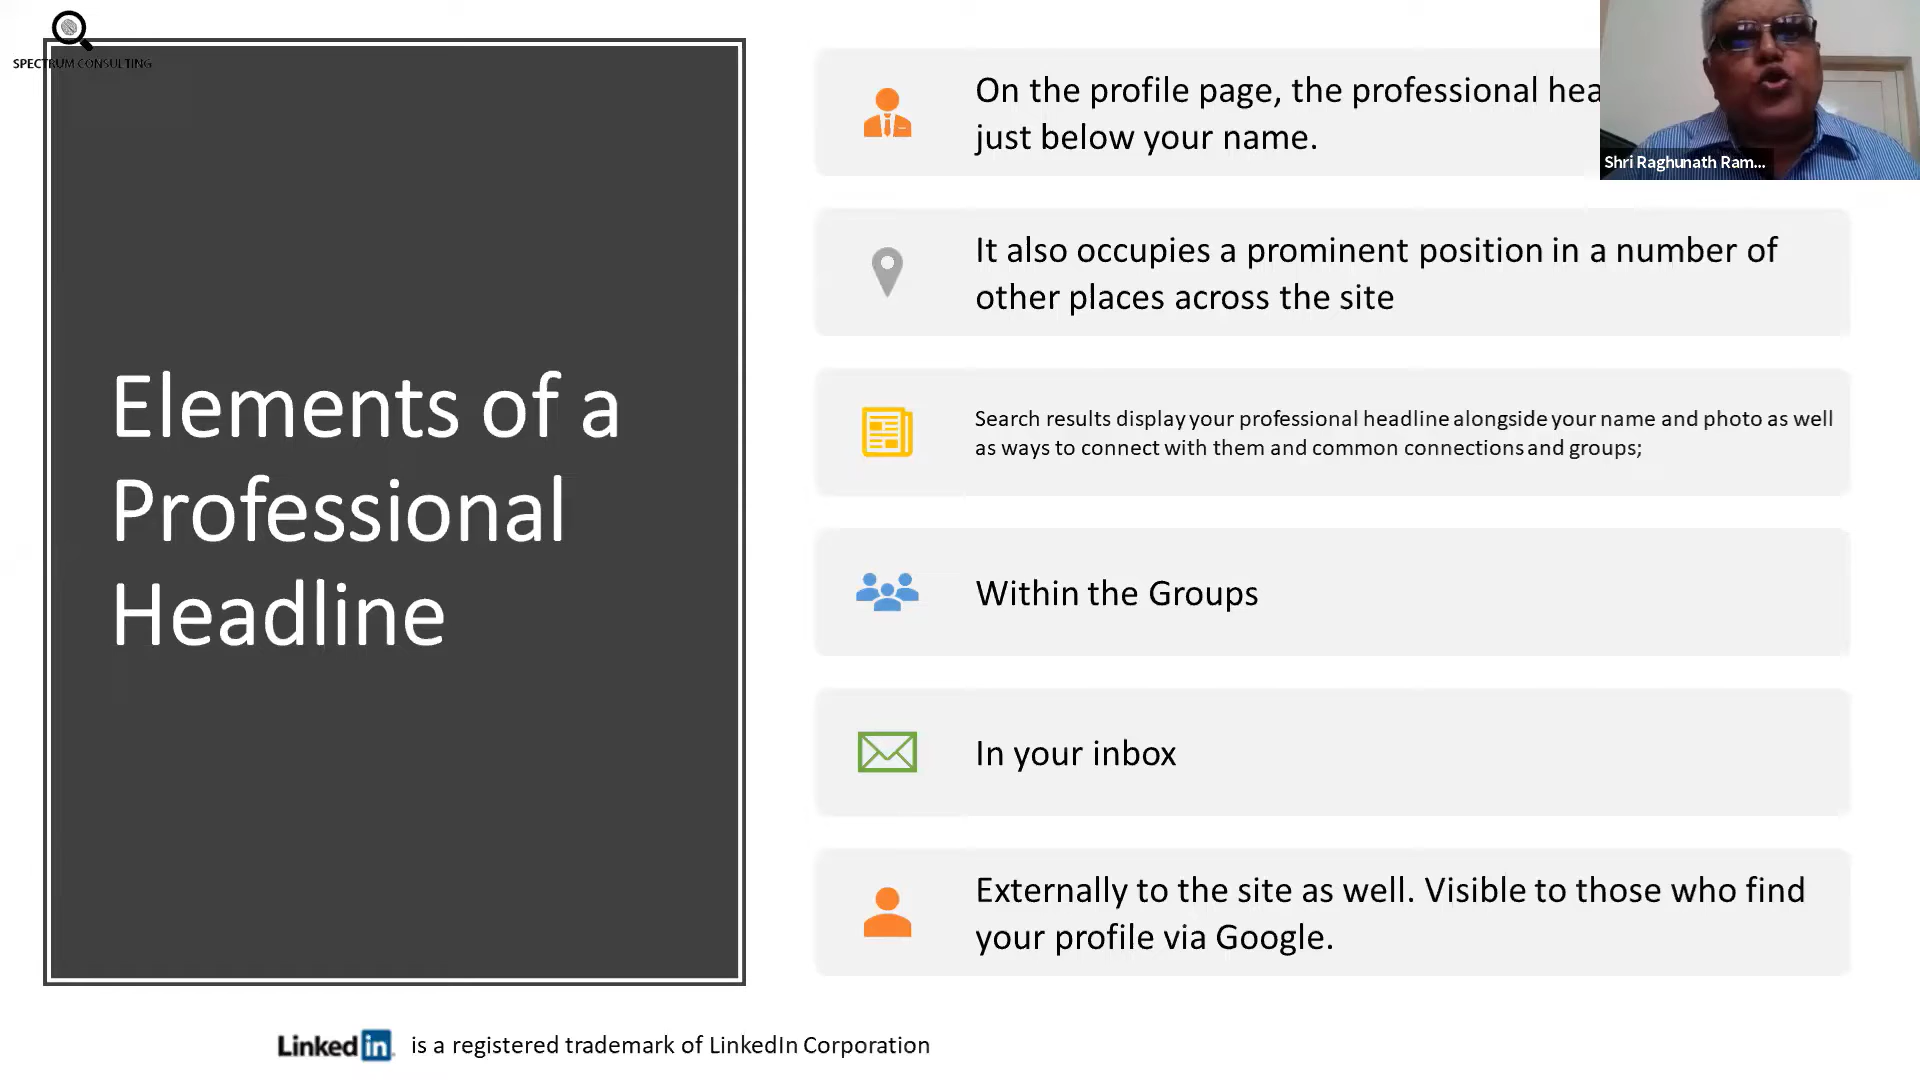 SPECTRUM CONSULTING
Elements of a
Professional
Headline
On the profile page, the professional hea
just below your name.
Shri Raghunath Ram...
It also occupies a prominent position in a number of
other places across the site
Search results display your professional headline alongside your name and photo as well
as ways to connect with them and common connections and groups;
Within the Groups
In your inbox
Externally to the site as well. Visible to those who find
your profile via Google.
Linked in is a registered trademark of LinkedIn Corporation